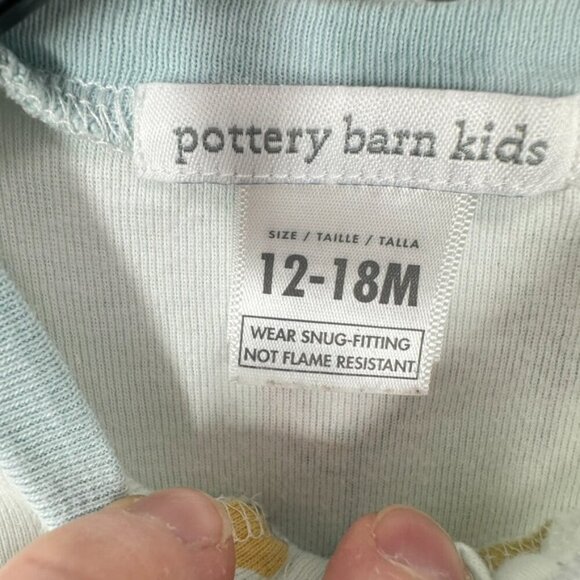 pottery barn kids
SIZE / TAILLE / TALLA
12-18M
WEAR SNUG-FITTING
NOT FLAME RESISTANT